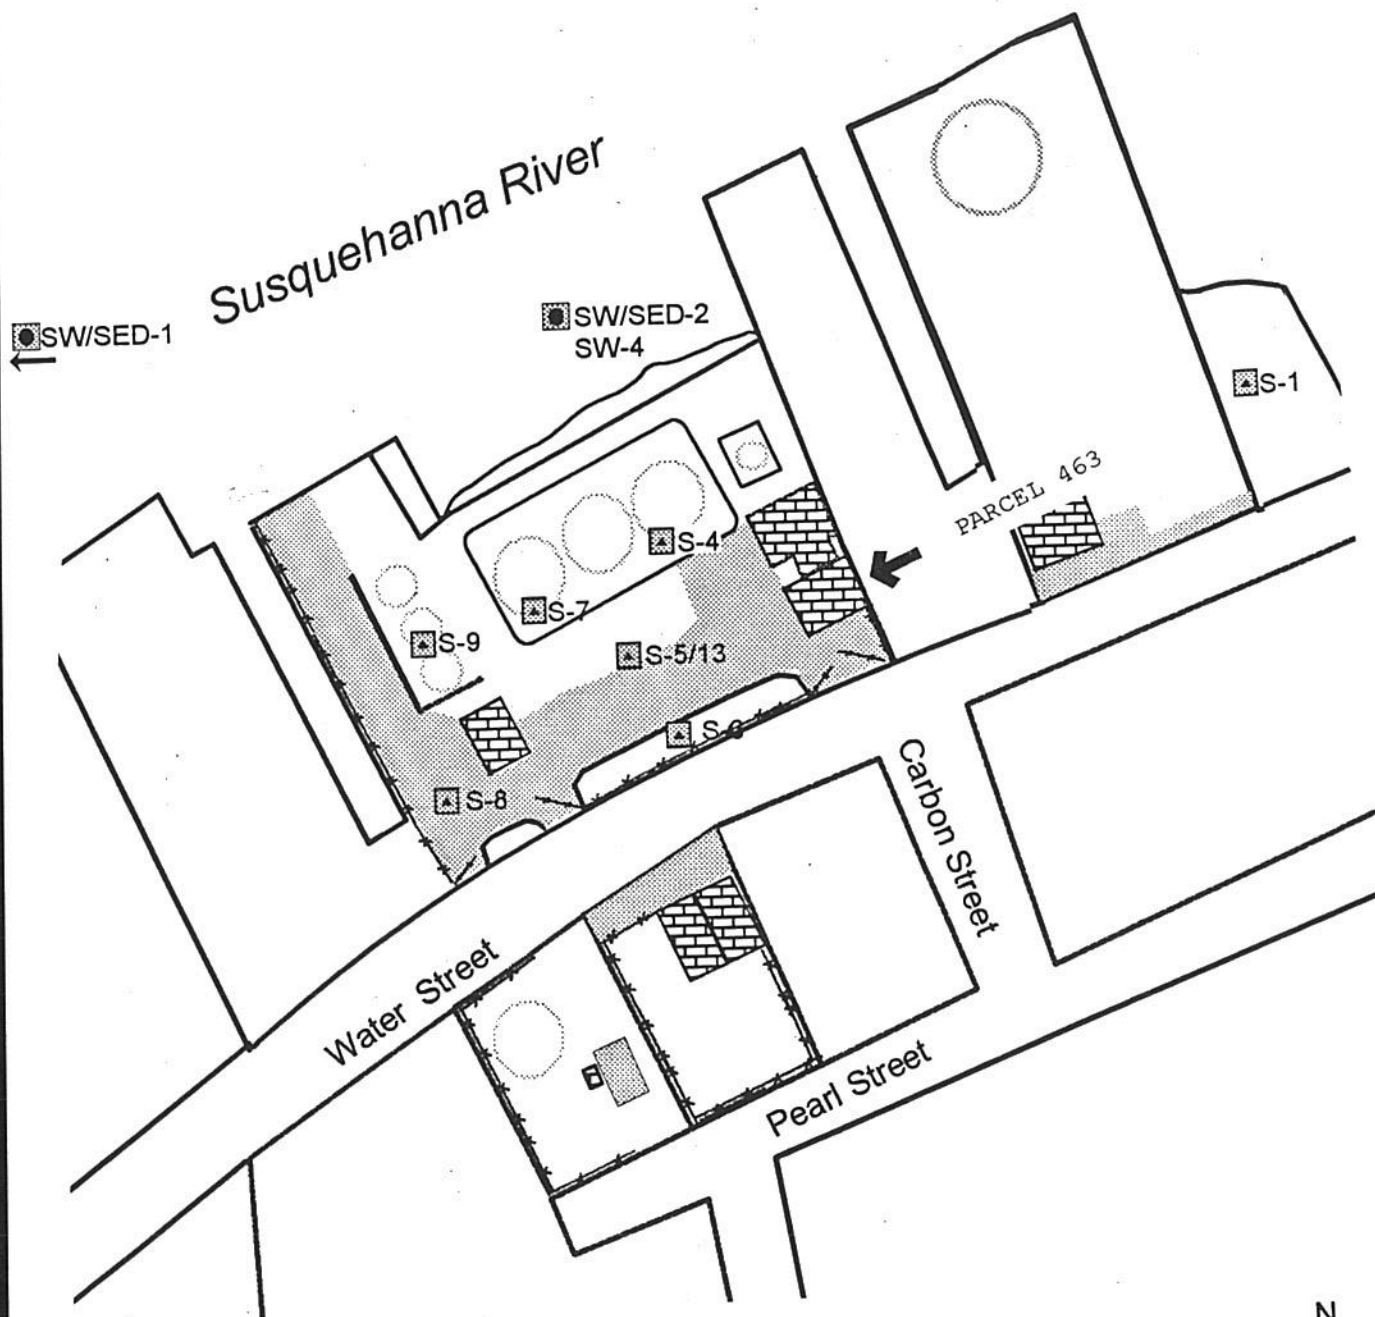 Susquehanna River
SW/SED-1
SW/SED-2
SW-4
S-1
PARCEL 463
S-4
S-7
S-9
S-5/13
S-6
S-8
Carbon Street
Water Street
Pearl Street
N